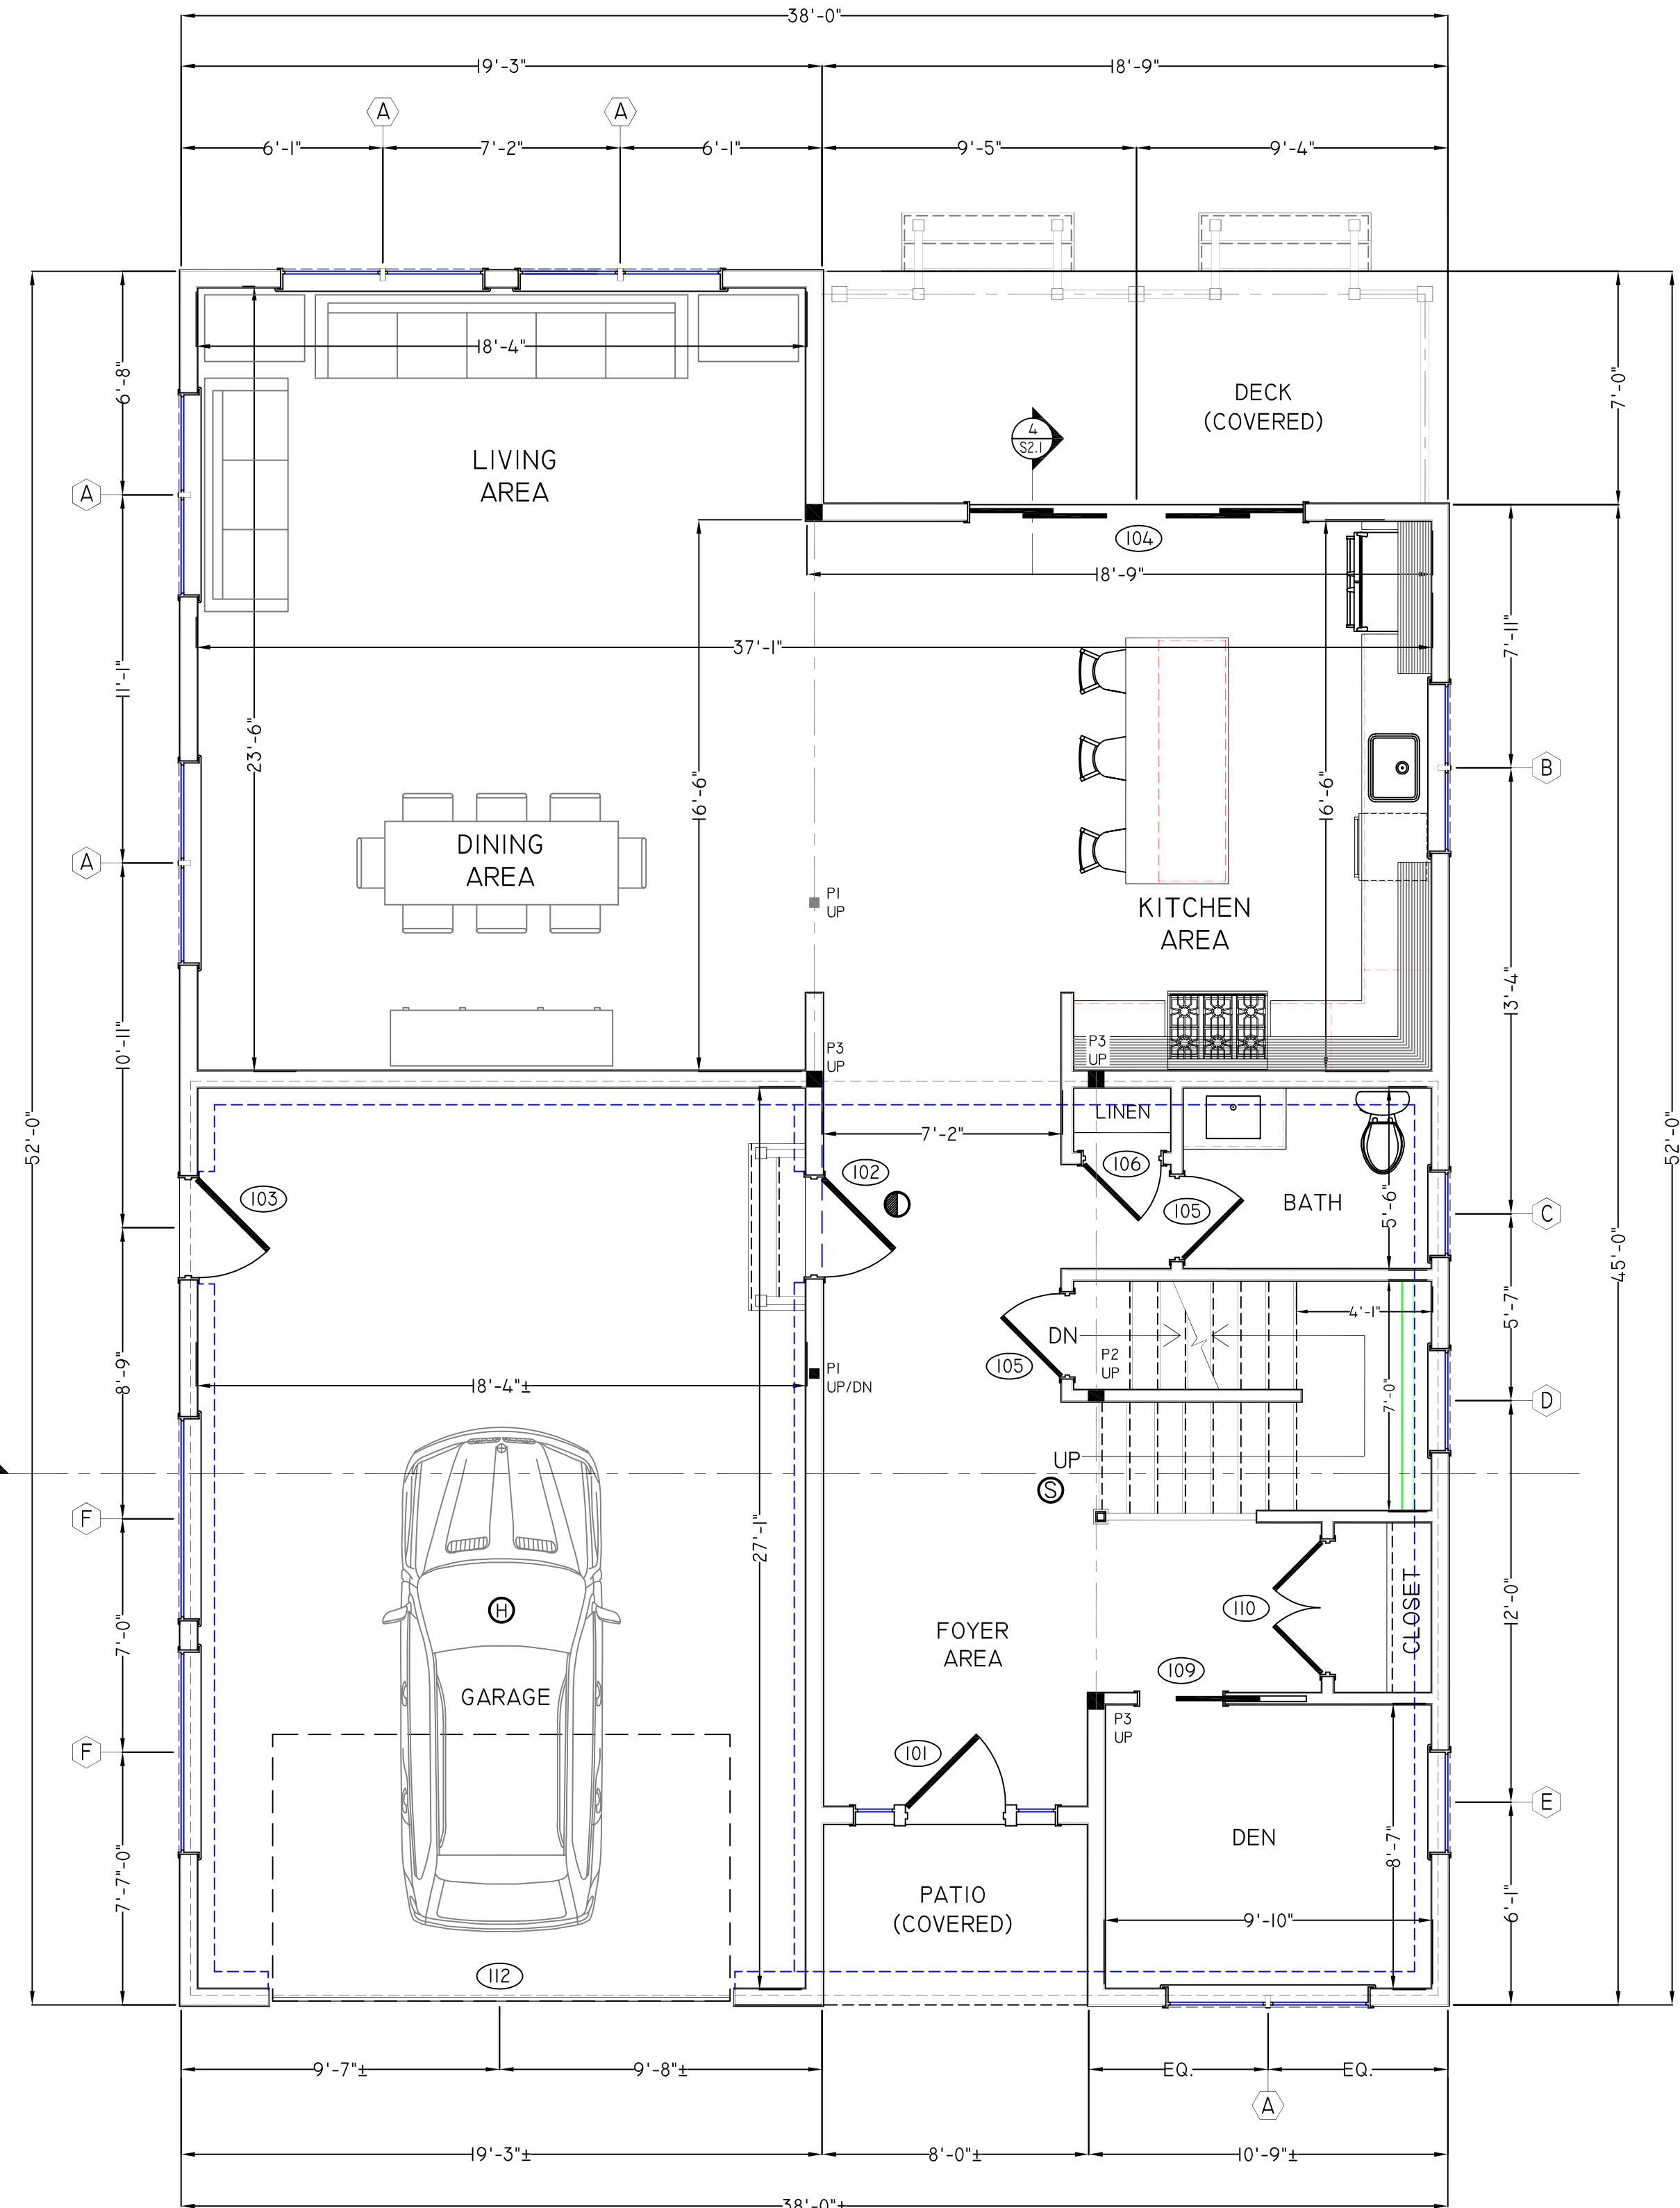 38'-0"
19'-3"
18'-9"
A
A
6'-1"
7'-2"
6'-1"
9'-5"
9'-4"
6'-8"
18'-4"
7'-0"
DECK
(COVERED)
4
S2.1
LIVING
AREA
A
104
18'-9"
37'-1"
7'-11"
11'-1"
23'-6"
16'-6"
16'-6"
B
DINING
AREA
A
P1
UP
KITCHEN
AREA
13'-4"
10'-11"
P3
UP
P3
UP
52'-0"
52'-0"
LINEN
7'-2"
106
102
103
105
BATH
5'-6"
C
45'-0"
5'-7"
4'-1"
DN
105
P2
UP
P1
UP/DN
8'-9"
18'-4"±
7'-0"
D
UP
S
F
27'-1"
H
FOYER
AREA
110
CLOSET
12'-0"
7'-0"
109
GARAGE
P3
UP
F
101
E
DEN
8'-7"
7'-7"-0"
PATIO
(COVERED)
9'-10"
6'-1"
112
9'-7"±
9'-8"±
EQ.
EQ.
A
19'-3"±
8'-0"±
10'-9"±
38'-0"±